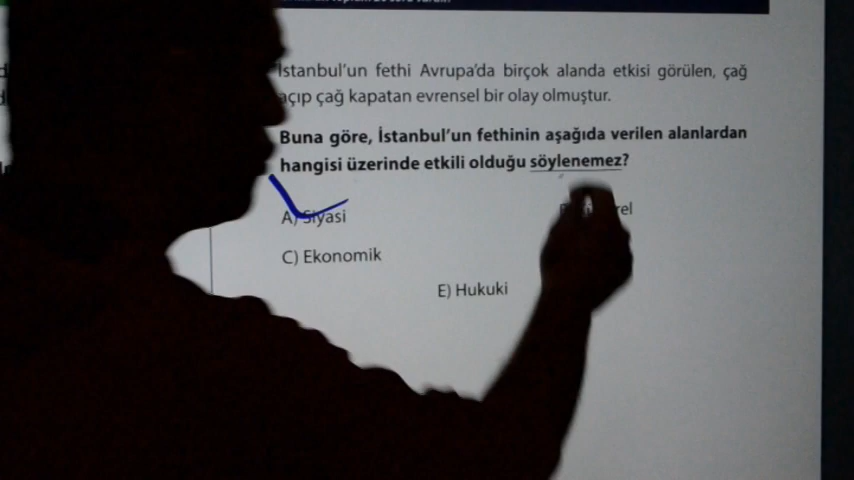 İstanbul'un fethi Avrupa'da birçok alanda etkisi görülen, çağ
açıp çağ kapatan evrensel bir olay olmuştur.
Buna göre, İstanbul'un fethinin aşağıda verilen alanlardan
hangisi üzerinde etkili olduğu söylenemez?
A) Siyasi
C) Ekonomik
E) Hukuki